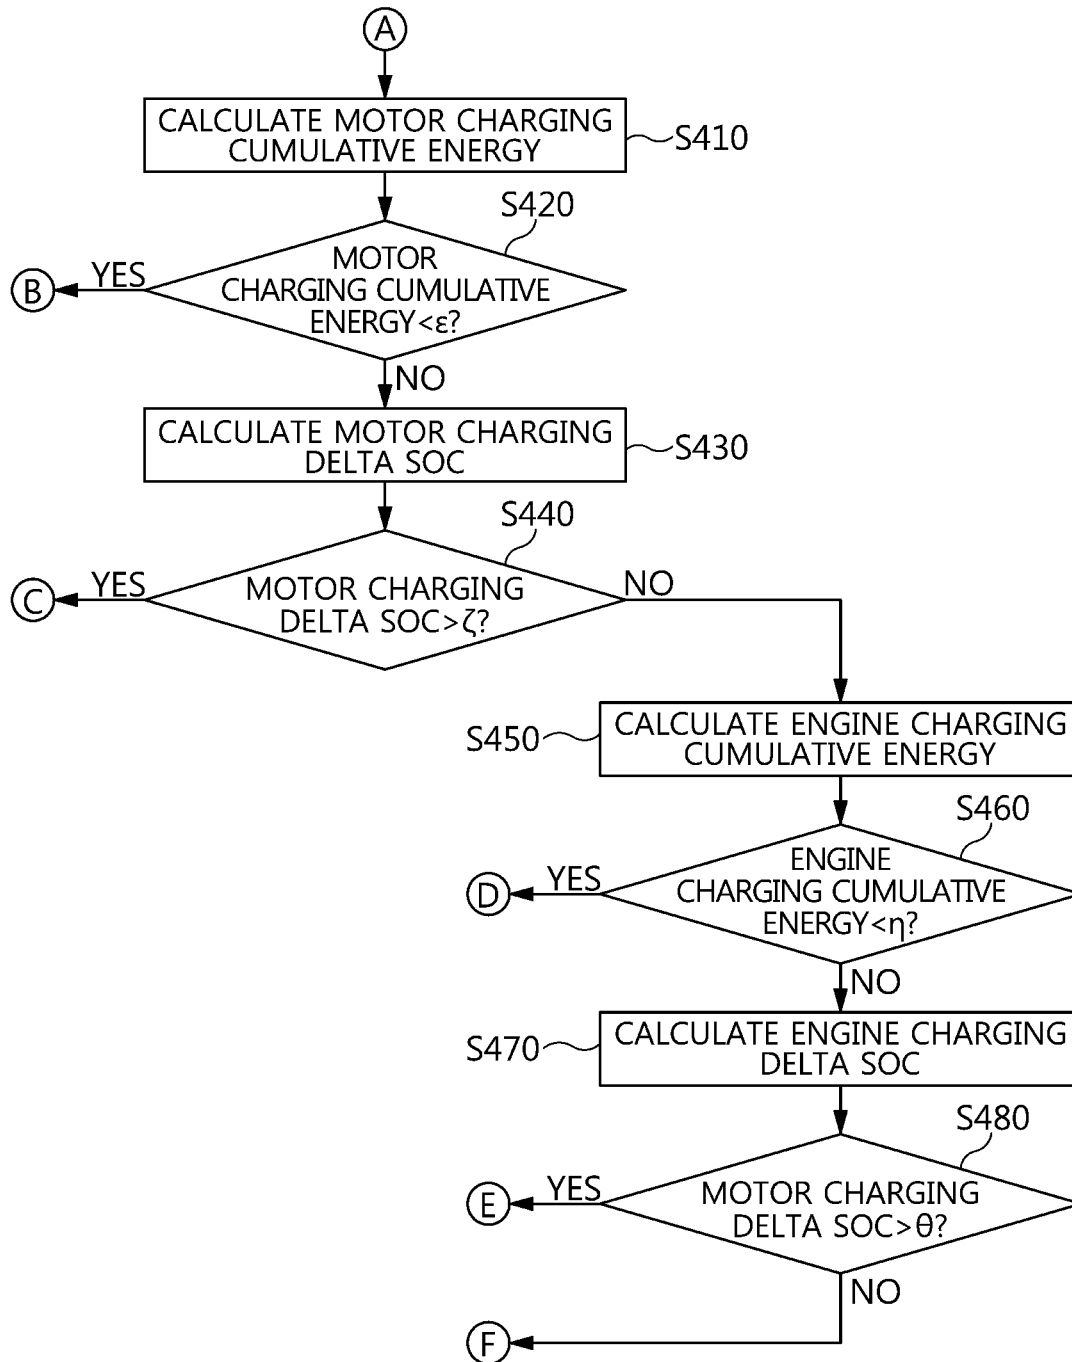 A
CALCULATE MOTOR CHARGING
CUMULATIVE ENERGY
S410
S420
MOTOR
CHARGING CUMULATIVE
ENERGY<ε?
YES
B
NO
CALCULATE MOTOR CHARGING
DELTA SOC
S430
S440
MOTOR CHARGING
DELTA SOC>ζ?
YES
C
NO
S450
CALCULATE ENGINE CHARGING
CUMULATIVE ENERGY
S460
ENGINE
CHARGING CUMULATIVE
ENERGY<η?
YES
D
NO
S470
CALCULATE ENGINE CHARGING
DELTA SOC
S480
MOTOR CHARGING
DELTA SOC>θ?
YES
E
NO
F